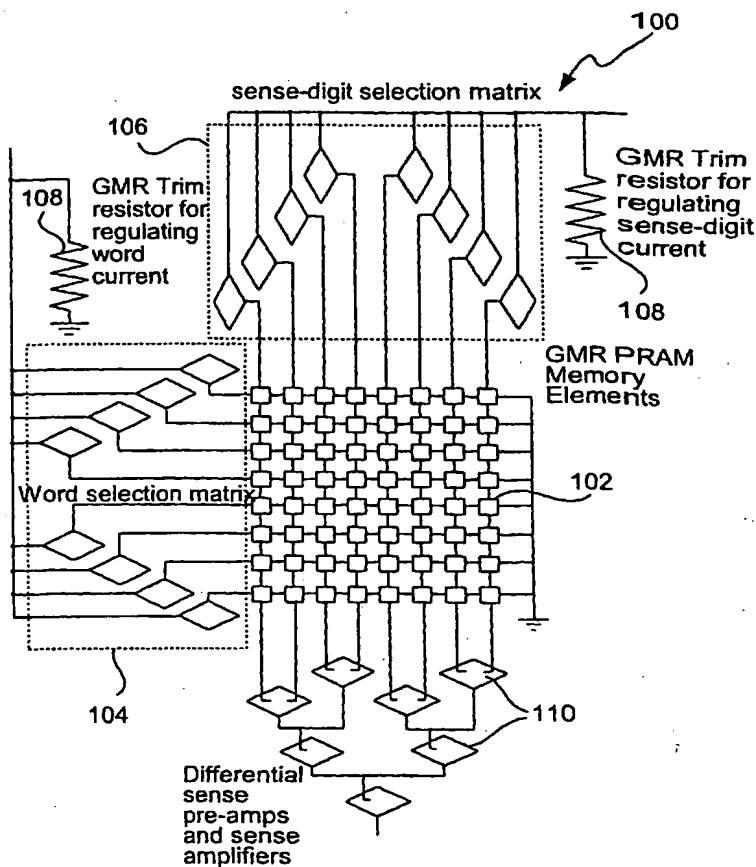 100
sense-digit selection matrix
106
GMR Trim
resistor for
regulating
word
current
108
GMR Trim
resistor for
regulating
sense-digit
current
108
GMR PRAM
Memory
Elements
Word selection matrix
102
104
110
Differential
sense
pre-amps
and sense
amplifiers